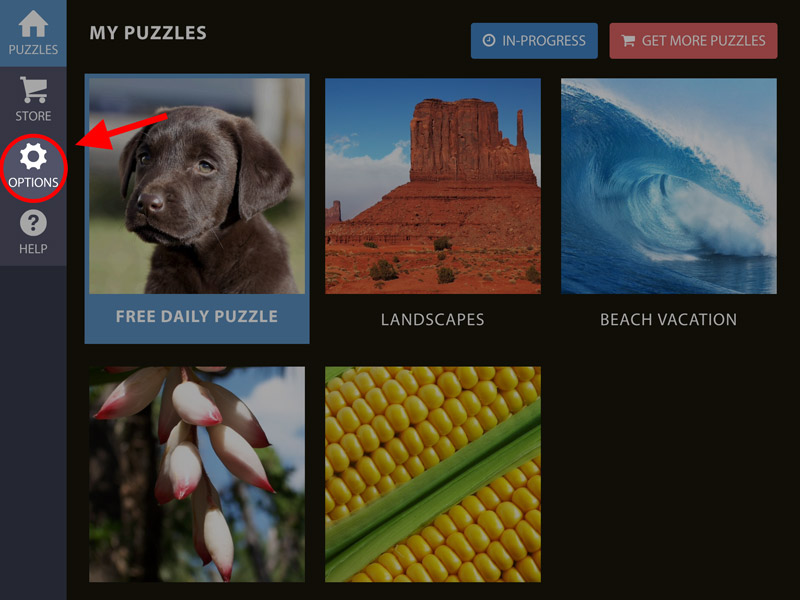 PUZZLES
STORE
OPTIONS
HELP
MY PUZZLES
IN-PROGRESS
GET MORE PUZZLES
FREE DAILY PUZZLE
LANDSCAPES
BEACH VACATION